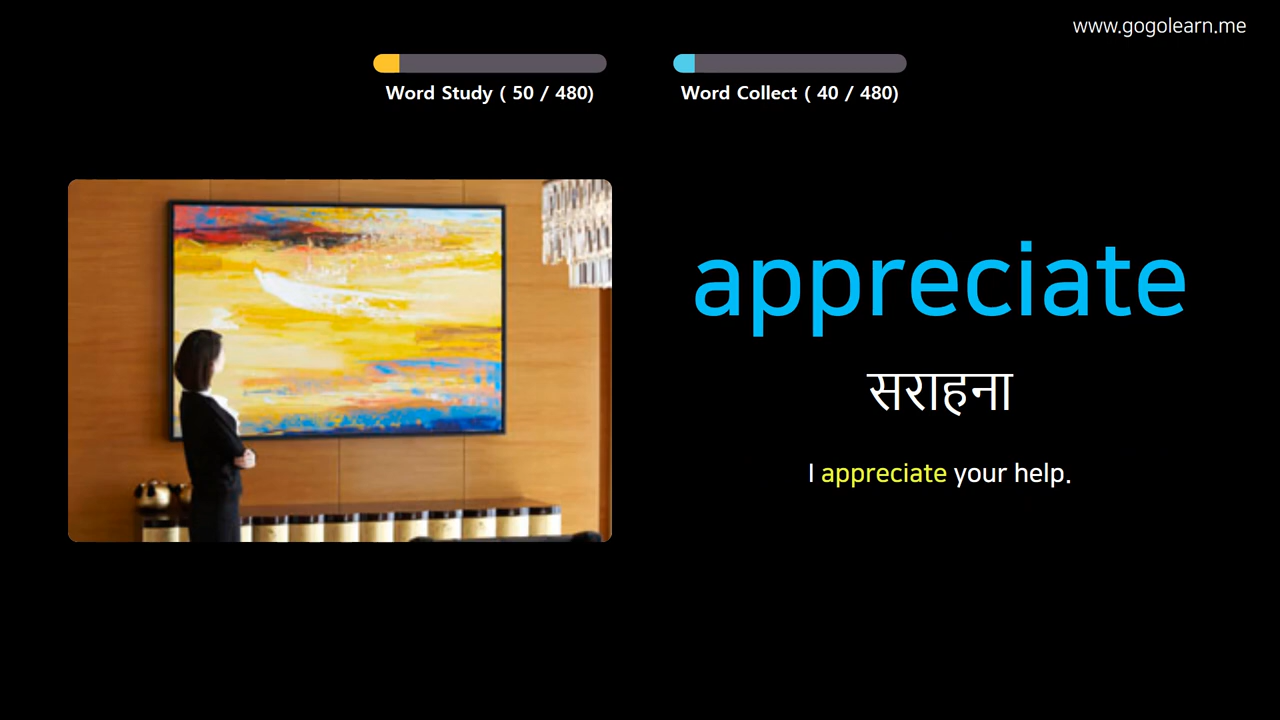 www.gogolearn.me
Word Study ( 50 / 480)
Word Collect ( 40 / 480)
appreciate
सराहना
I appreciate your help.